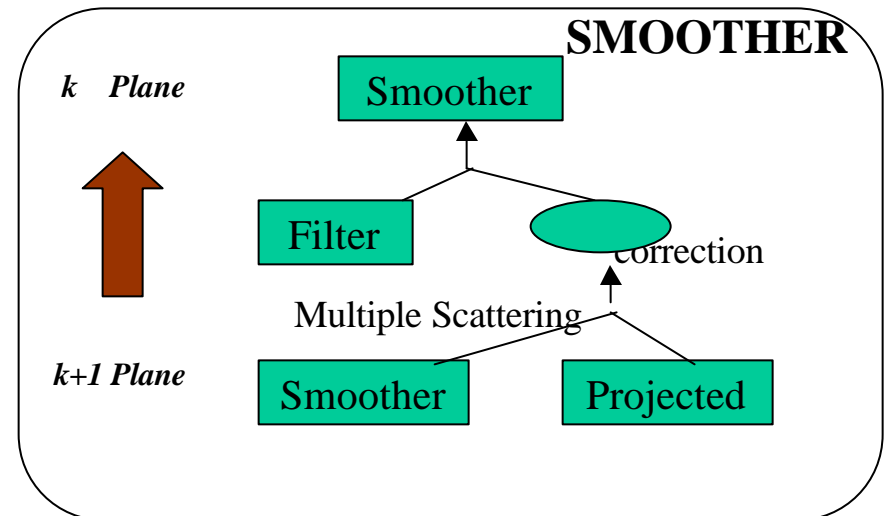 SMOOTHER
k Plane
Smoother
Filter
correction
Multiple Scattering
k+1 Plane
Smoother
Projected